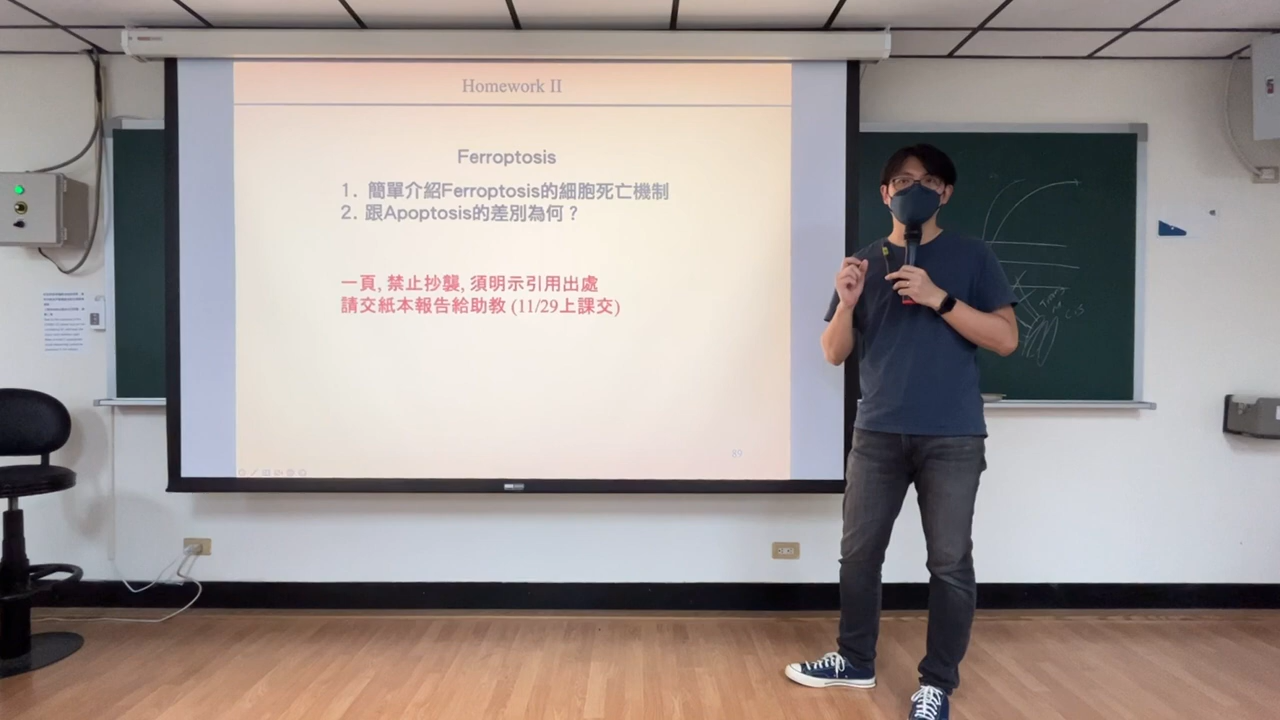 Homework II
Ferroptosis
1. 簡單介紹Ferroptosis的細胞死亡機制
2. 跟Apoptosis的差別為何？
一頁, 禁止抄襲, 須明示引用出處
請交紙本報告給助教 (11/29上課交)
89
Trans
Cis